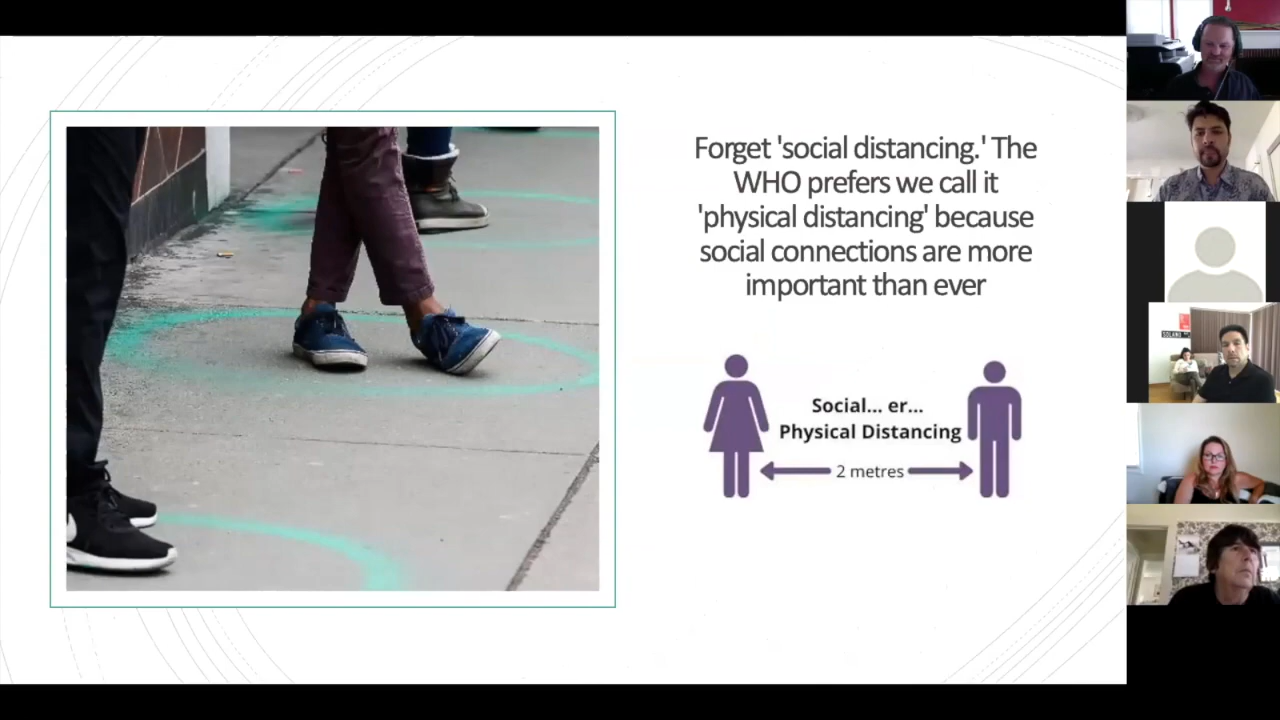 Forget 'social distancing.' The
WHO prefers we call it
'physical distancing' because
social connections are more
important than ever
Social... er...
Physical Distancing
2 metres